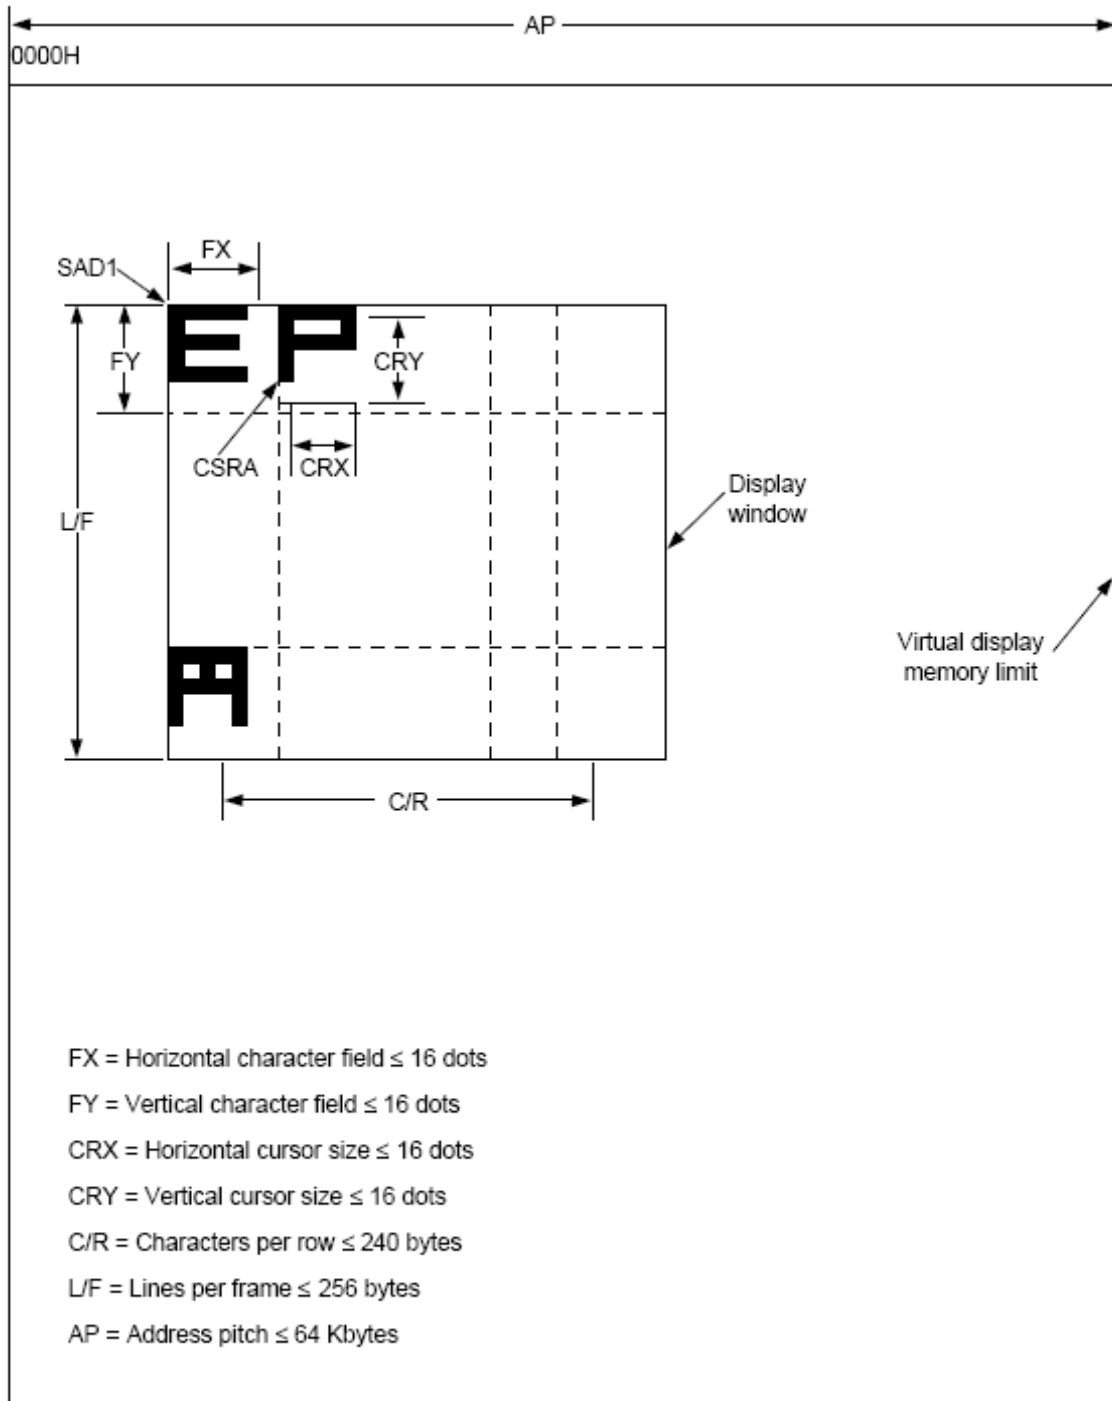 AP
0000H
FX
SAD1
E P
FY
CRY
CSRA
CRX
L/F
Display
window
Virtual display
memory limit
A
C/R
FX = Horizontal character field ≤ 16 dots
FY = Vertical character field ≤ 16 dots
CRX = Horizontal cursor size ≤ 16 dots
CRY = Vertical cursor size ≤ 16 dots
C/R = Characters per row ≤ 240 bytes
L/F = Lines per frame ≤ 256 bytes
AP = Address pitch ≤ 64 Kbytes